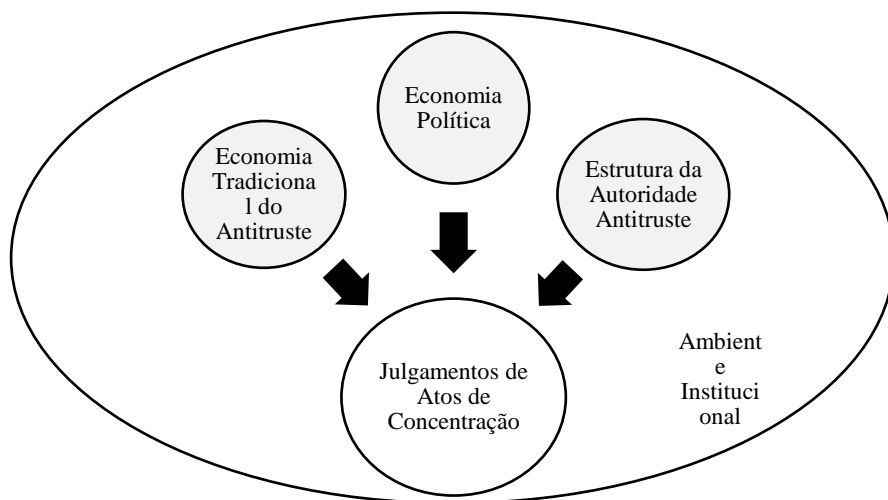 Economia
Política
Economia
Tradiciona
l do
Antitruste
Estrutura da
Autoridade
Antitruste
Julgamentos de
Atos de
Concentração
Ambient
e
Instituci
onal